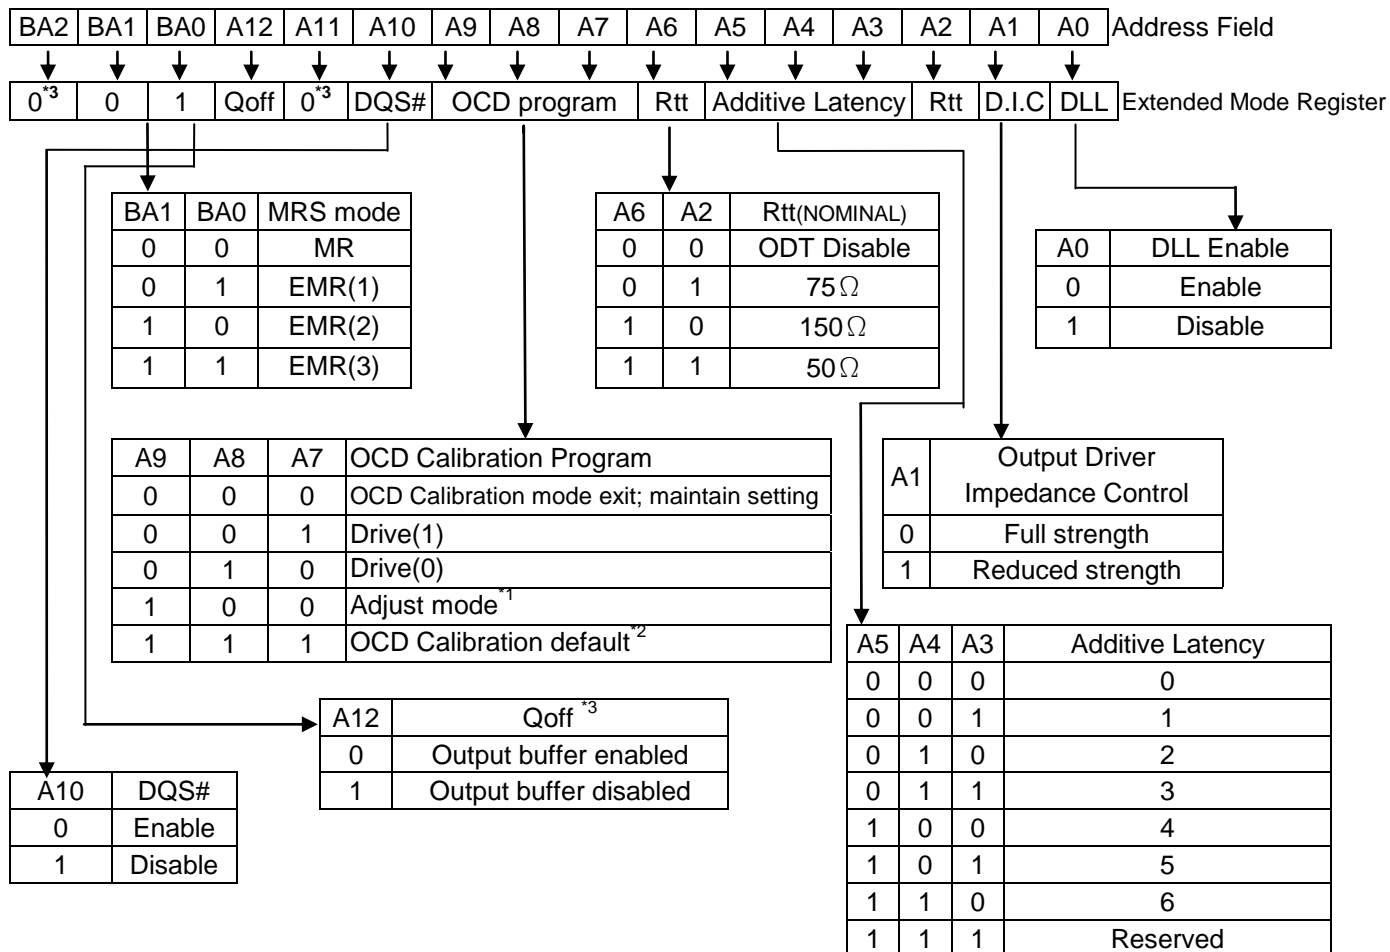 BA2 BA1 BA0 A12 A11 A10 A9 A8 A7 A6 A5 A4 A3 A2 A1 A0 Address Field
0*3 0 1 Qoff 0*3 DQS# OCD program Rtt Additive Latency Rtt D.I.C DLL Extended Mode Register
BA1 BA0 MRS mode
0 0 MR
0 1 EMR(1)
1 0 EMR(2)
1 1 EMR(3)
A6 A2 Rtt(NOMINAL)
0 0 ODT Disable
0 1 75Ω
1 0 150Ω
1 1 50Ω
A0 DLL Enable
0 Enable
1 Disable
A9 A8 A7 OCD Calibration Program
0 0 0 OCD Calibration mode exit; maintain setting
0 0 1 Drive(1)
0 1 0 Drive(0)
1 0 0 Adjust mode*1
1 1 1 OCD Calibration default*2
A1 Output Driver
Impedance Control
0 Full strength
1 Reduced strength
A12 Qoff *3
0 Output buffer enabled
1 Output buffer disabled
A10 DQS#
0 Enable
1 Disable
A5 A4 A3 Additive Latency
0 0 0 0
0 0 1 1
0 1 0 2
0 1 1 3
1 0 0 4
1 0 1 5
1 1 0 6
1 1 1 Reserved